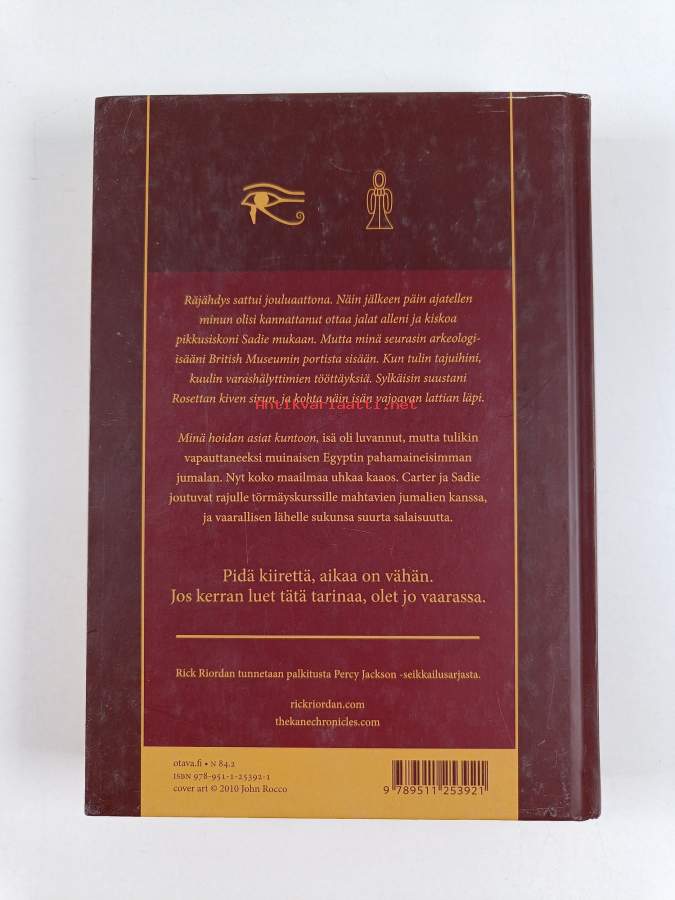 Räjähdys sattui jouluaattona. Näin jälkeen päin ajatellen
minun olisi kannattanut ottaa jalat alleni ja kiskoa
pikkusiskoni Sadie mukaan. Mutta minä seurasin arkeologi-
isääni British Museumin portista sisään. Kun tulin tajuihini,
kuulin varashälyttimien tööttäyksiä. Sylkäisin suustani
Rosettan kiven sirun ja kohta näin isän vajoavan lattian läpi.
Antikvariaatti.net
Minä hoidan asiat kuntoon, isä oli luvannut, mutta tulikin
vapauttaneeksi muinaisen Egyptin pahamaineisimman
jumalan. Nyt koko maailmaa uhkaa kaaos. Carter ja Sadie
joutuvat rajulle törmäyskurssille mahtavien jumalien kanssa,
ja vaarallisen lähelle sukunsa suurta salaisuutta.
Pidä kiirettä, aikaa on vähän.
Jos kerran luet tätä tarinaa, olet jo vaarassa.
Rick Riordan tunnetaan palkitusta Percy Jackson -seikkailusarjasta.
rickriordan.com
thekanechronicles.com
otava.fi • N 84.2
ISBN 978-951-1-25392-1
cover art © 2010 John Rocco
9 789511 253921